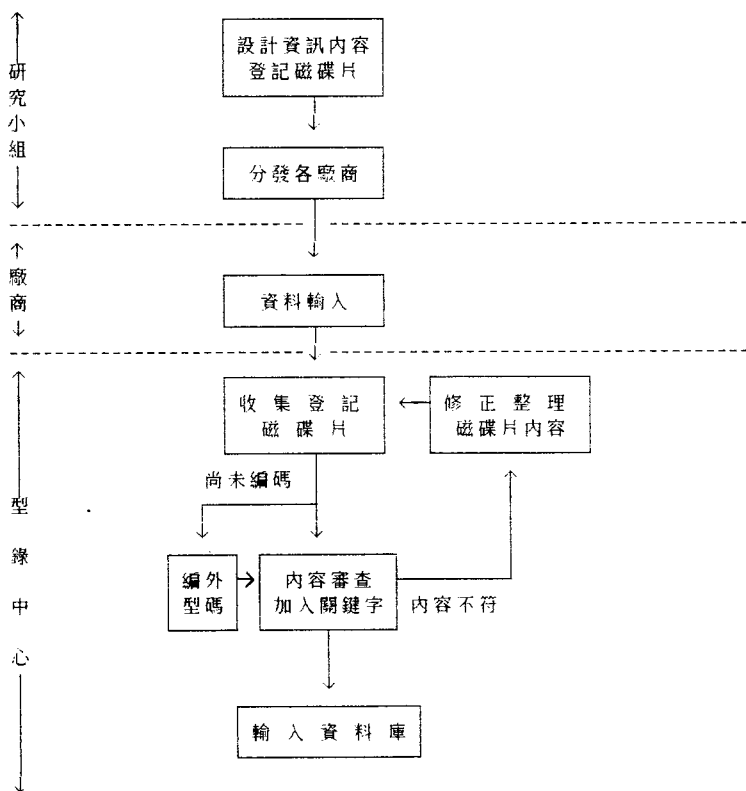 研究小組
設計資訊內容
登記磁碟片
分發各廠商
廠商
資料輸入
型錄中心
收集登記
磁碟片
修正整理
磁碟片內容
尚未編碼
編外
型碼
內容審查
加入關鍵字
內容不符
輸入資料庫